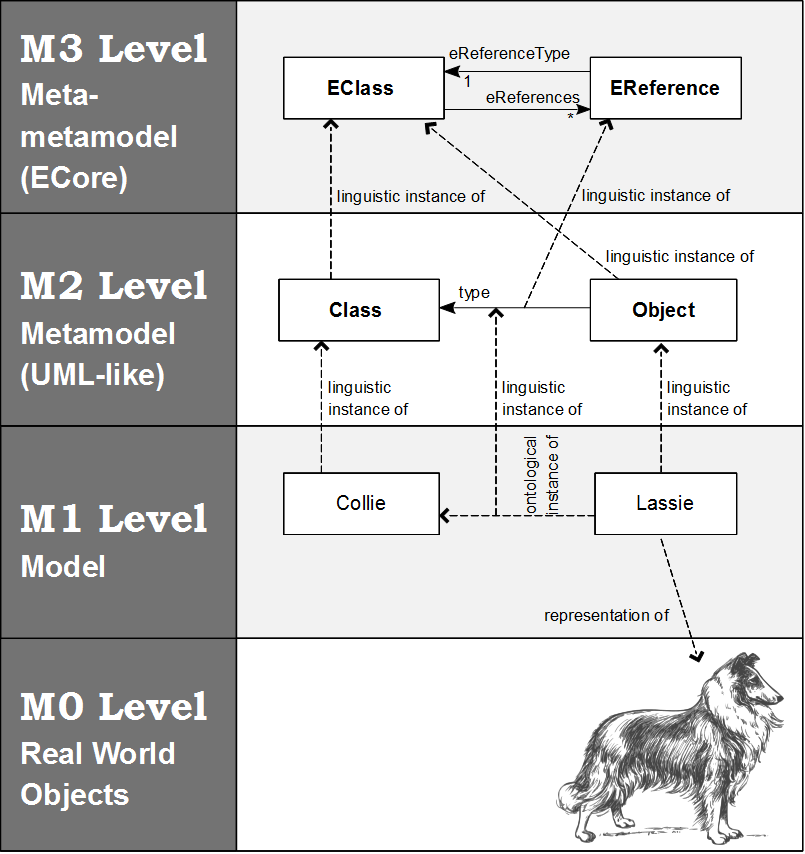 M3 Level
Meta-
metamodel
(ECore)
eReferenceType
1
EClass
EReference
eReferences
*
linguistic instance of
linguistic instance of
linguistic instance of
M2 Level
Metamodel
(UML-like)
Class
type
Object
linguistic
instance of
linguistic
instance of
linguistic
instance of
M1 Level
Model
Collie
ontological
instance of
Lassie
representation of
M0 Level
Real World
Objects